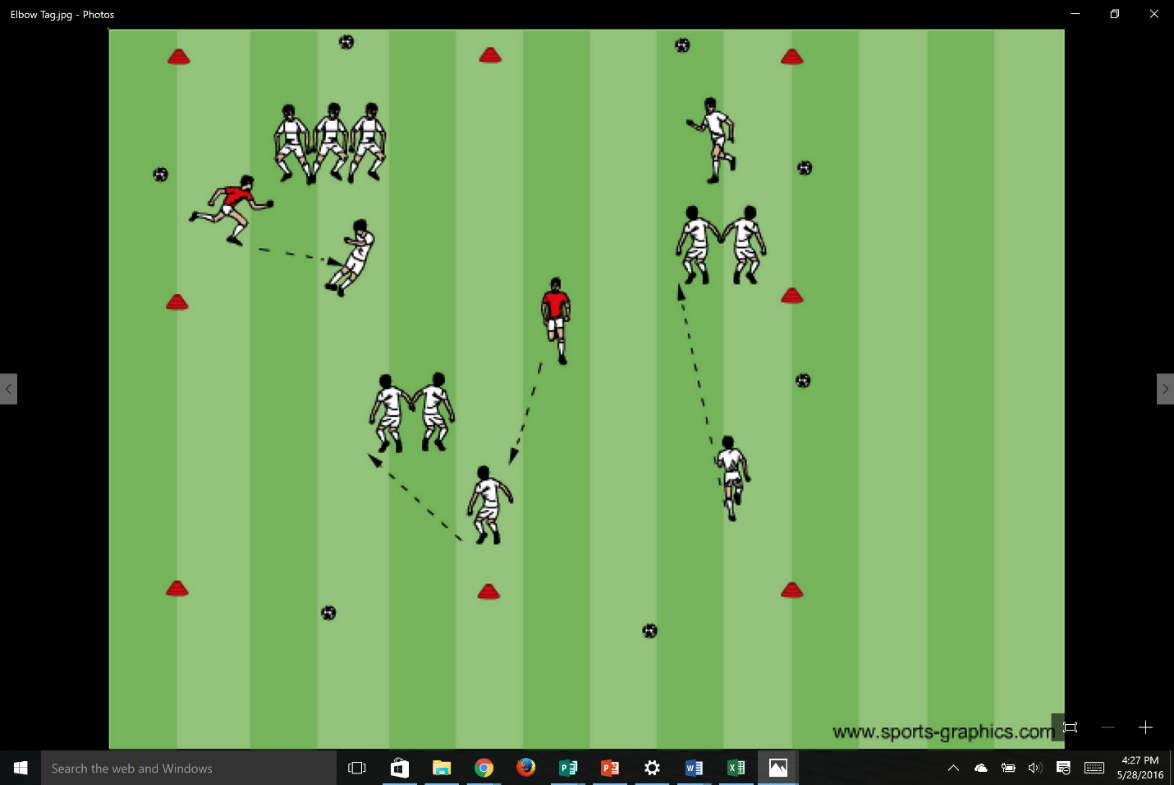 Elbow Tag.jpg - Photos
www.sports-graphics.com
Search the web and Windows
4:27 PM
5/28/2016